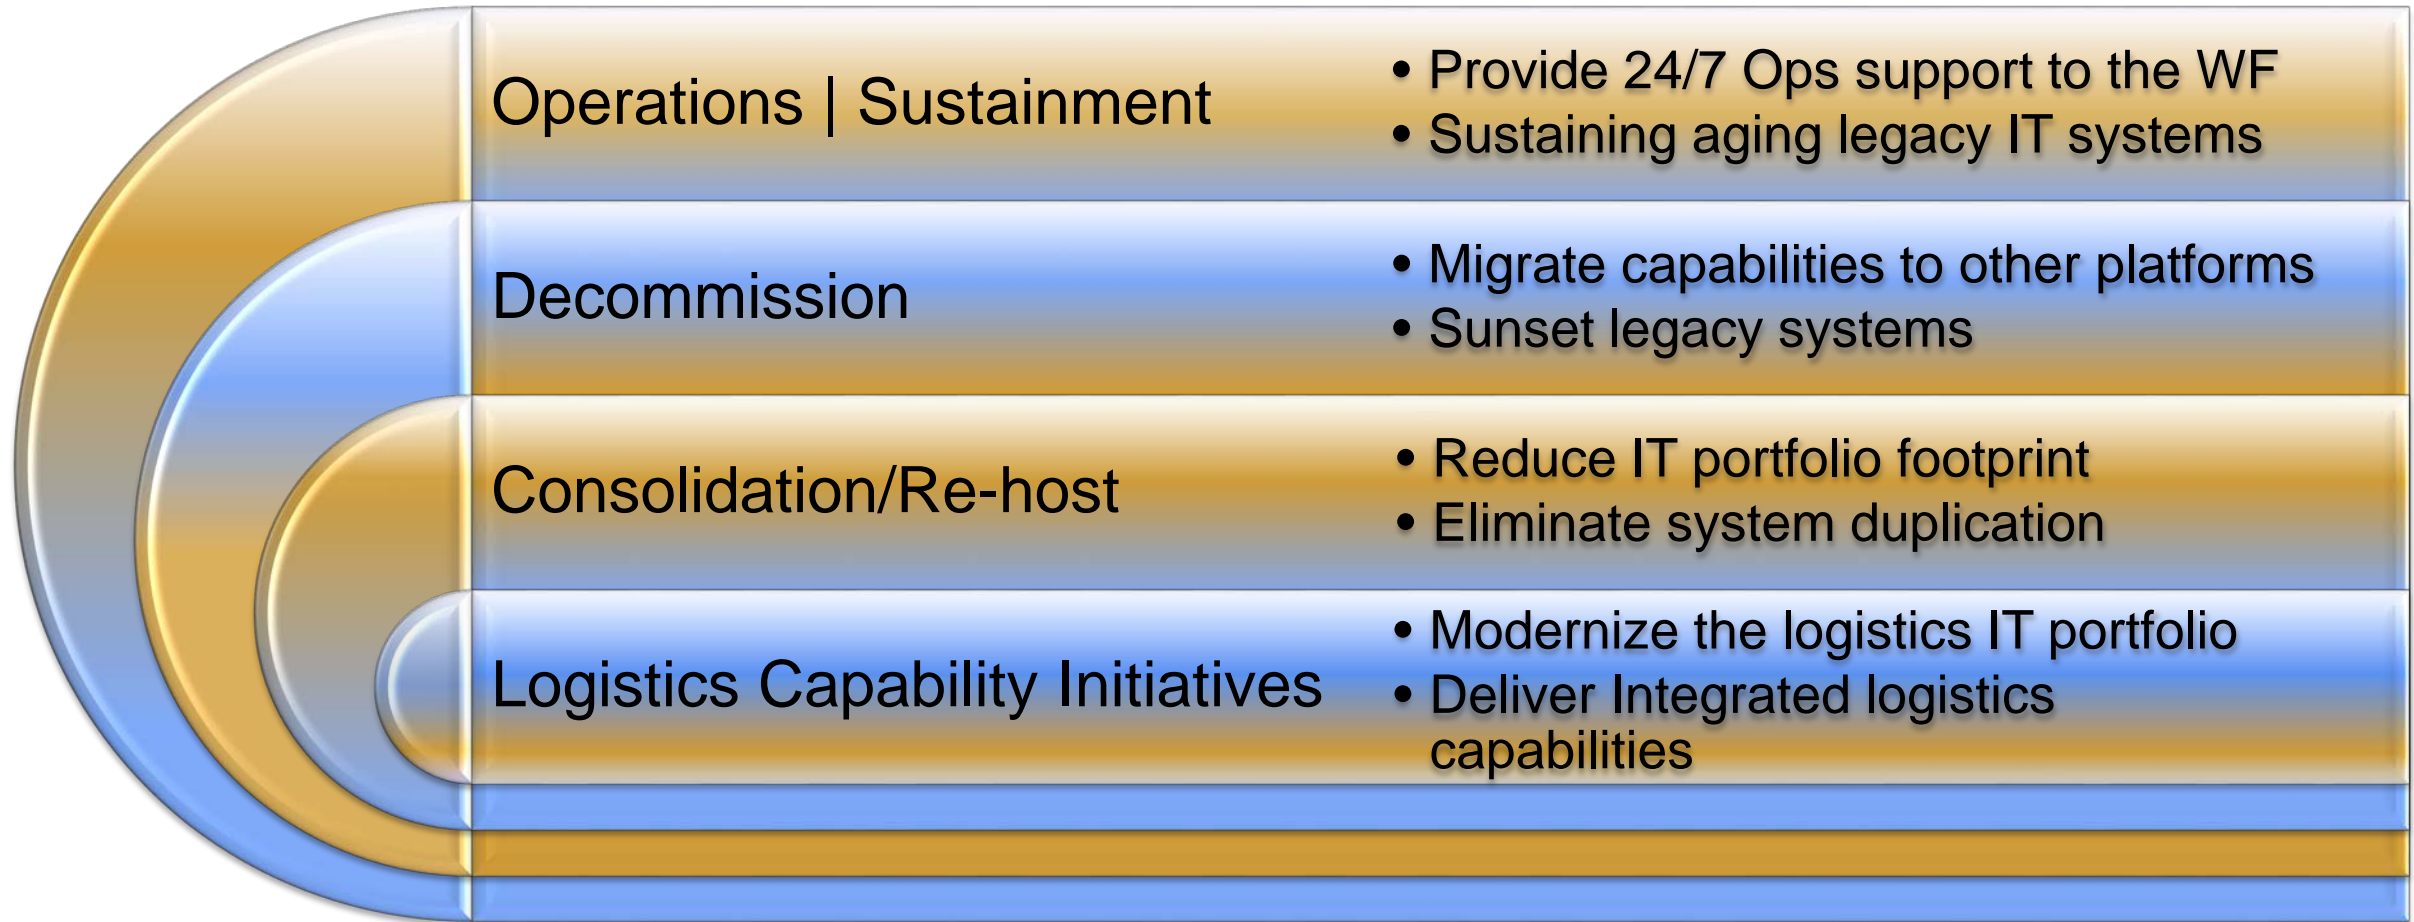 Operations | Sustainment
• Provide 24/7 Ops support to the WF
• Sustaining aging legacy IT systems
Decommission
• Migrate capabilities to other platforms
• Sunset legacy systems
Consolidation/Re-host
• Reduce IT portfolio footprint
• Eliminate system duplication
Logistics Capability Initiatives
• Modernize the logistics IT portfolio
• Deliver Integrated logistics
capabilities